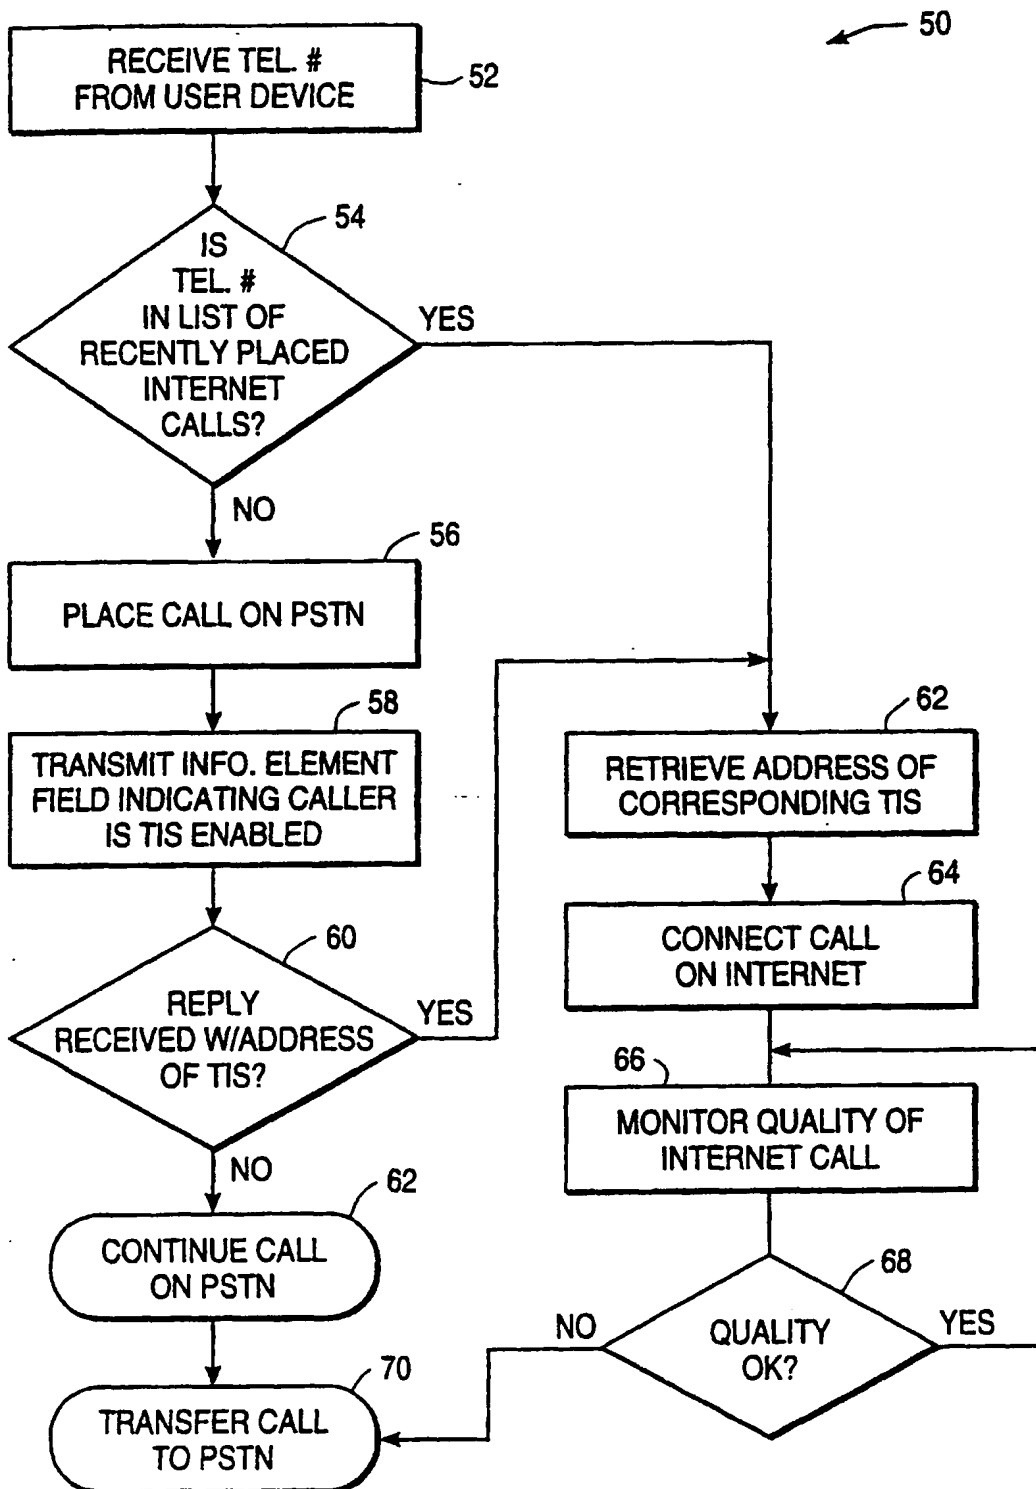 50
RECEIVE TEL. #
FROM USER DEVICE
52
54
IS
TEL. #
IN LIST OF
RECENTLY PLACED
INTERNET
CALLS?
YES
NO
56
PLACE CALL ON PSTN
58
TRANSMIT INFO. ELEMENT
FIELD INDICATING CALLER
IS TIS ENABLED
60
REPLY
RECEIVED W/ADDRESS
OF TIS?
YES
NO
62
CONTINUE CALL
ON PSTN
70
TRANSFER CALL
TO PSTN
62
RETRIEVE ADDRESS OF
CORRESPONDING TIS
64
CONNECT CALL
ON INTERNET
66
MONITOR QUALITY OF
INTERNET CALL
68
QUALITY
OK?
NO
YES